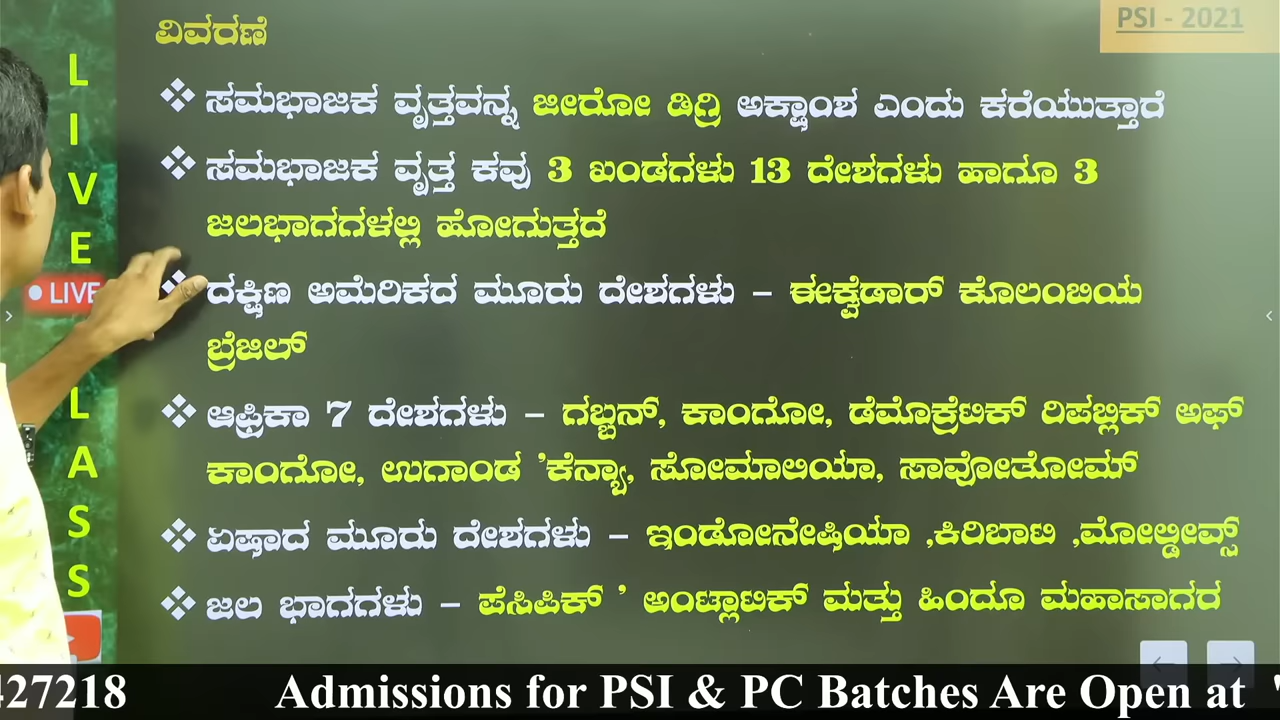 PSI - 2021
ವಿವರಣೆ
❖ ಸಮಭಾಜಕ ವೃತ್ತವನ್ನ ಜೀರೋ ಡಿಗ್ರಿ ಅಕ್ಷಾಂಶ ಎಂದು ಕರೆಯುತ್ತಾರೆ
❖ ಸಮಭಾಜಕ ವೃತ್ತ ಕವು 3 ಖಂಡಗಳು 13 ದೇಶಗಳು ಹಾಗೂ 3
ಜಲಭಾಗಗಳಲ್ಲಿ ಹೋಗುತ್ತದೆ
❖ ದಕ್ಷಿಣ ಅಮೆರಿಕದ ಮೂರು ದೇಶಗಳು – ಈಕ್ವೆಡಾರ್ ಕೊಲಂಬಿಯ
ಬ್ರೆಜಿಲ್
❖ ಆಫ್ರಿಕಾ 7 ದೇಶಗಳು – ಗಬ್ಬನ್, ಕಾಂಗೋ, ಡೆಮೊಕ್ರೆಟಿಕ್ ರಿಪಬ್ಲಿಕ್ ಅಫ್
ಕಾಂಗೋ, ಉಗಾಂಡ 'ಕೆನ್ಯಾ, ಸೋಮಾಲಿಯಾ, ಸಾವೋತೋಮ್
❖ ಏಷಾದ ಮೂರು ದೇಶಗಳು – ಇಂಡೋನೇಷಿಯಾ ,ಕಿರಿಬಾಟಿ ,ಮೋಲ್ಡೀವ್ಸ್
❖ ಜಲ ಭಾಗಗಳು – ಪೆಸಿಪಿಕ್ ' ಅಂಟ್ಲಾಟಿಕ್ ಮತ್ತು ಹಿಂದೂ ಮಹಾಸಾಗರ
LIVE
LASS
LIVE
427218 Admissions for PSI & PC Batches Are Open at '